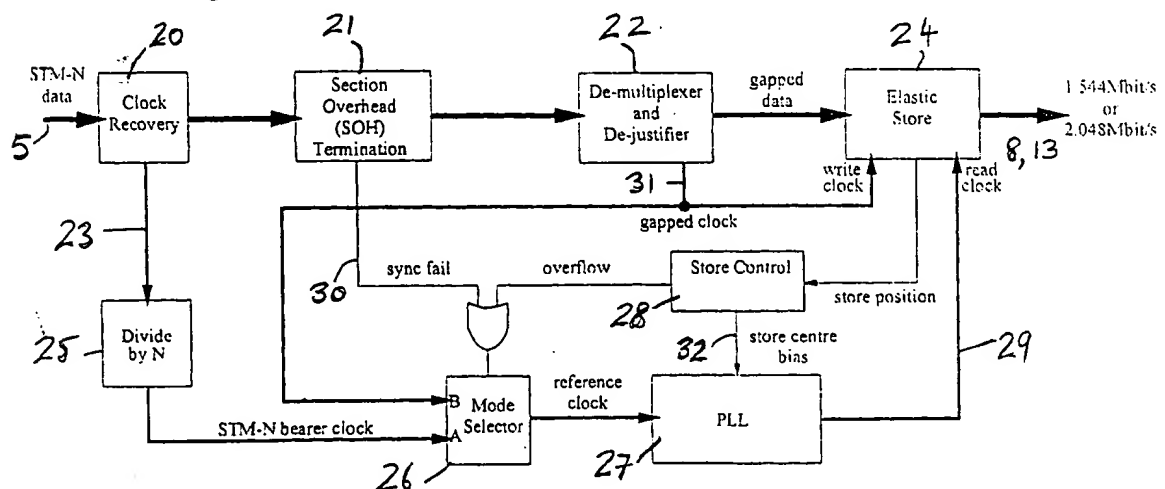 20
21
22
24
STM-N
data
Clock
Recovery
Section
Overhead
(SOH)
Termination
De-multiplexer
and
De-justifier
gapped
data
Elastic
Store
1.544Mbit/s
or
2.048Mbit/s
5
8, 13
31
write
clock
read
clock
gapped clock
23
30
sync fail
overflow
Store Control
28
store position
25
Divide
by N
32
store centre
bias
29
B
A
Mode
Selector
reference
clock
PLL
STM-N bearer clock
26
27